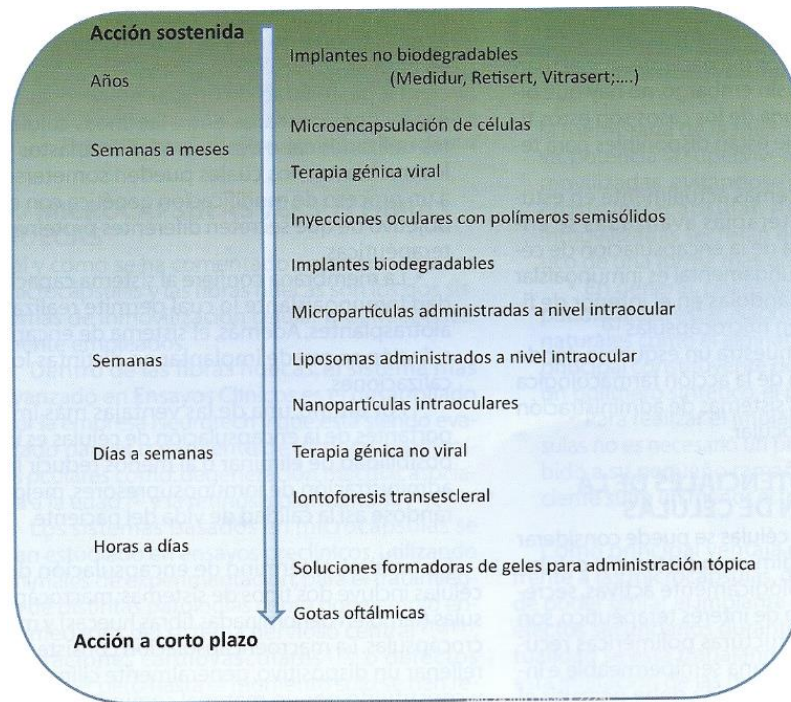 Acción sostenida
Implantes no biodegradables
(Medidur, Retisert, Vitrasert;....)
Años
Microencapsulación de células
Semanas a meses
Terapia génica viral
Inyecciones oculares con polímeros semisólidos
Implantes biodegradables
Micropartículas administradas a nivel intraocular
Semanas
Liposomas administrados a nivel intraocular
Nanopartículas intraoculares
Días a semanas
Terapia génica no viral
Iontoforesis transescleral
Horas a días
Soluciones formadoras de geles para administración tópica
Gotas oftálmicas
Acción a corto plazo